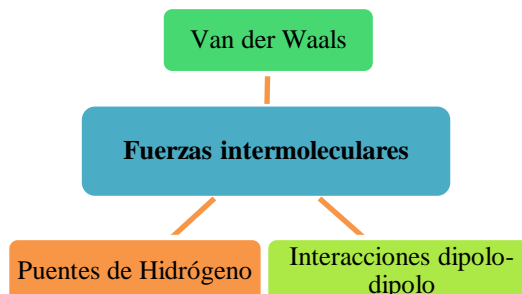 Van der Waals
Fuerzas intermoleculares
Puentes de Hidrógeno
Interacciones dipolo-
dipolo